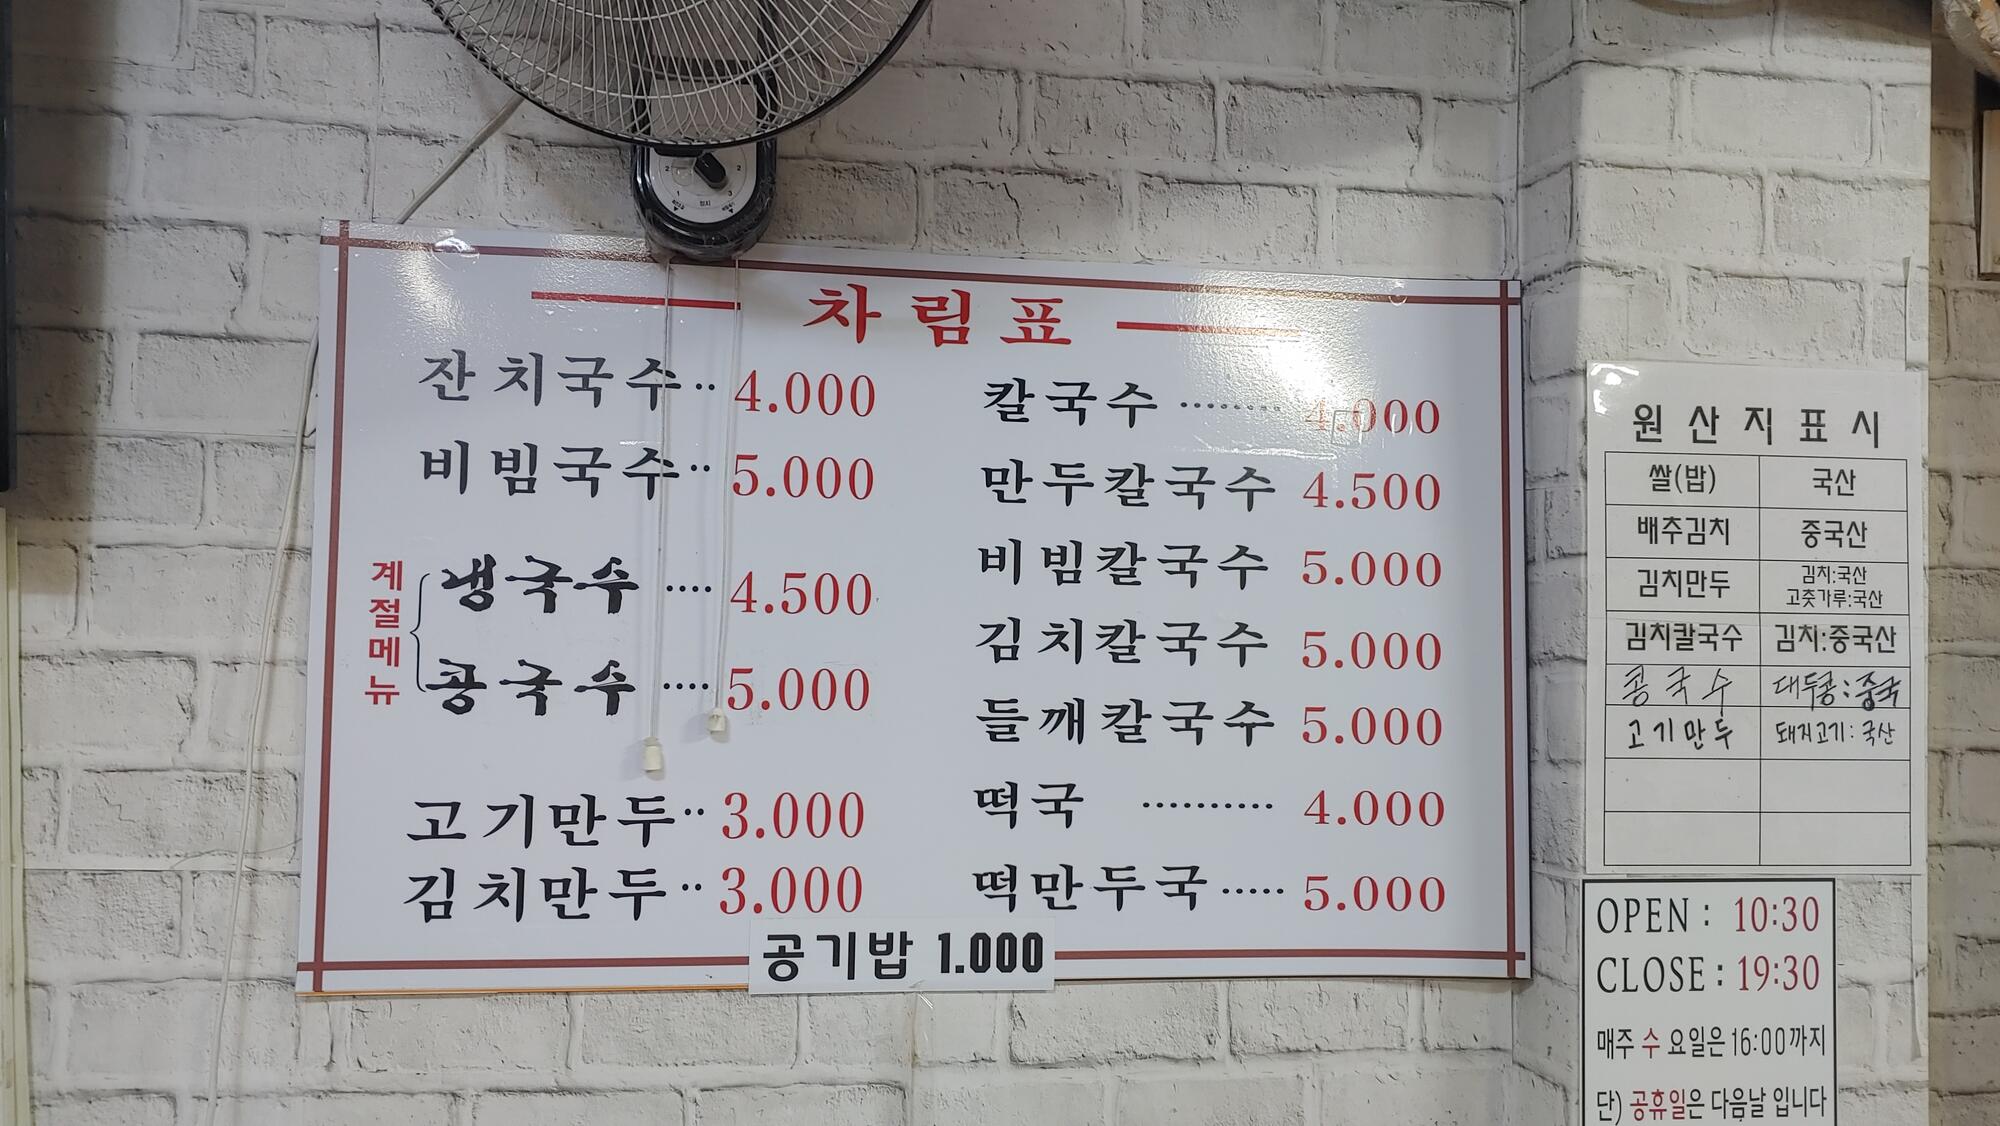 차림표
잔치국수·· 4.000
비빔국수·· 5.000
계절메뉴
냉국수 ···· 4.500
콩국수 ···· 5.000
고기만두·· 3.000
김치만두·· 3.000
칼국수 ········ 4.000
만두칼국수 4.500
비빔칼국수 5.000
김치칼국수 5.000
들깨칼국수 5.000
떡국 ·········· 4.000
떡만두국 ····· 5.000
공기밥 1.000
원산지표시
쌀(밥) 국산
배추김치 중국산
김치만두 김치:국산
고춧가루:국산
김치칼국수 김치:중국산
콩국수 대두콩:중국
고기만두 돼지고기:국산
OPEN : 10:30
CLOSE : 19:30
매주 수요일은 16:00까지
단) 공휴일은 다음날 입니다
2 2
1 3
정지